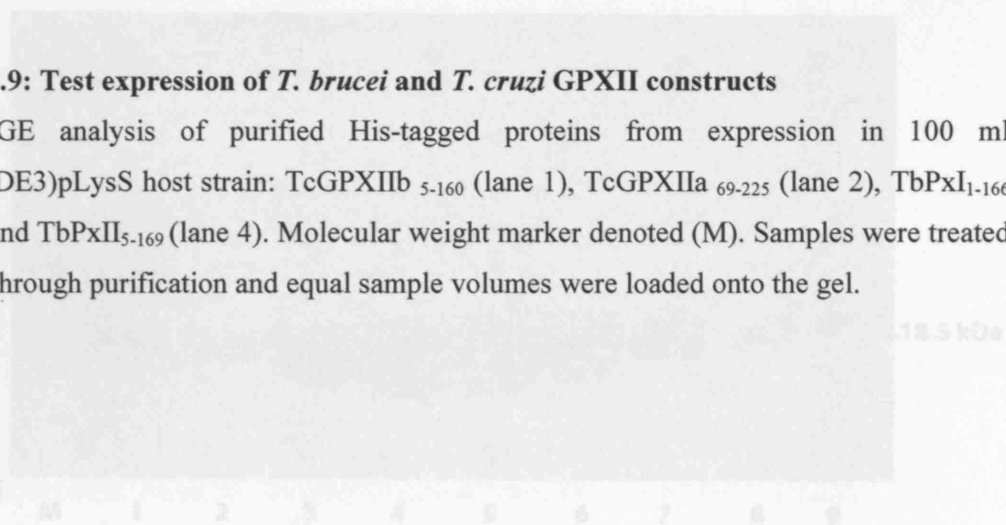 .9: Test expression of T. brucei and T. cruzi GPXII constructs
GE analysis of purified His-tagged proteins from expression in 100 ml
DE3)pLysS host strain: TcGPXIIb 5-160 (lane 1), TcGPXIIa 69-225 (lane 2), TbPxI1-166
nd TbPxII5-169 (lane 4). Molecular weight marker denoted (M). Samples were treated
hrough purification and equal sample volumes were loaded onto the gel.
18.5 kDa
M 1 2 3 4 5 6 7 8 9